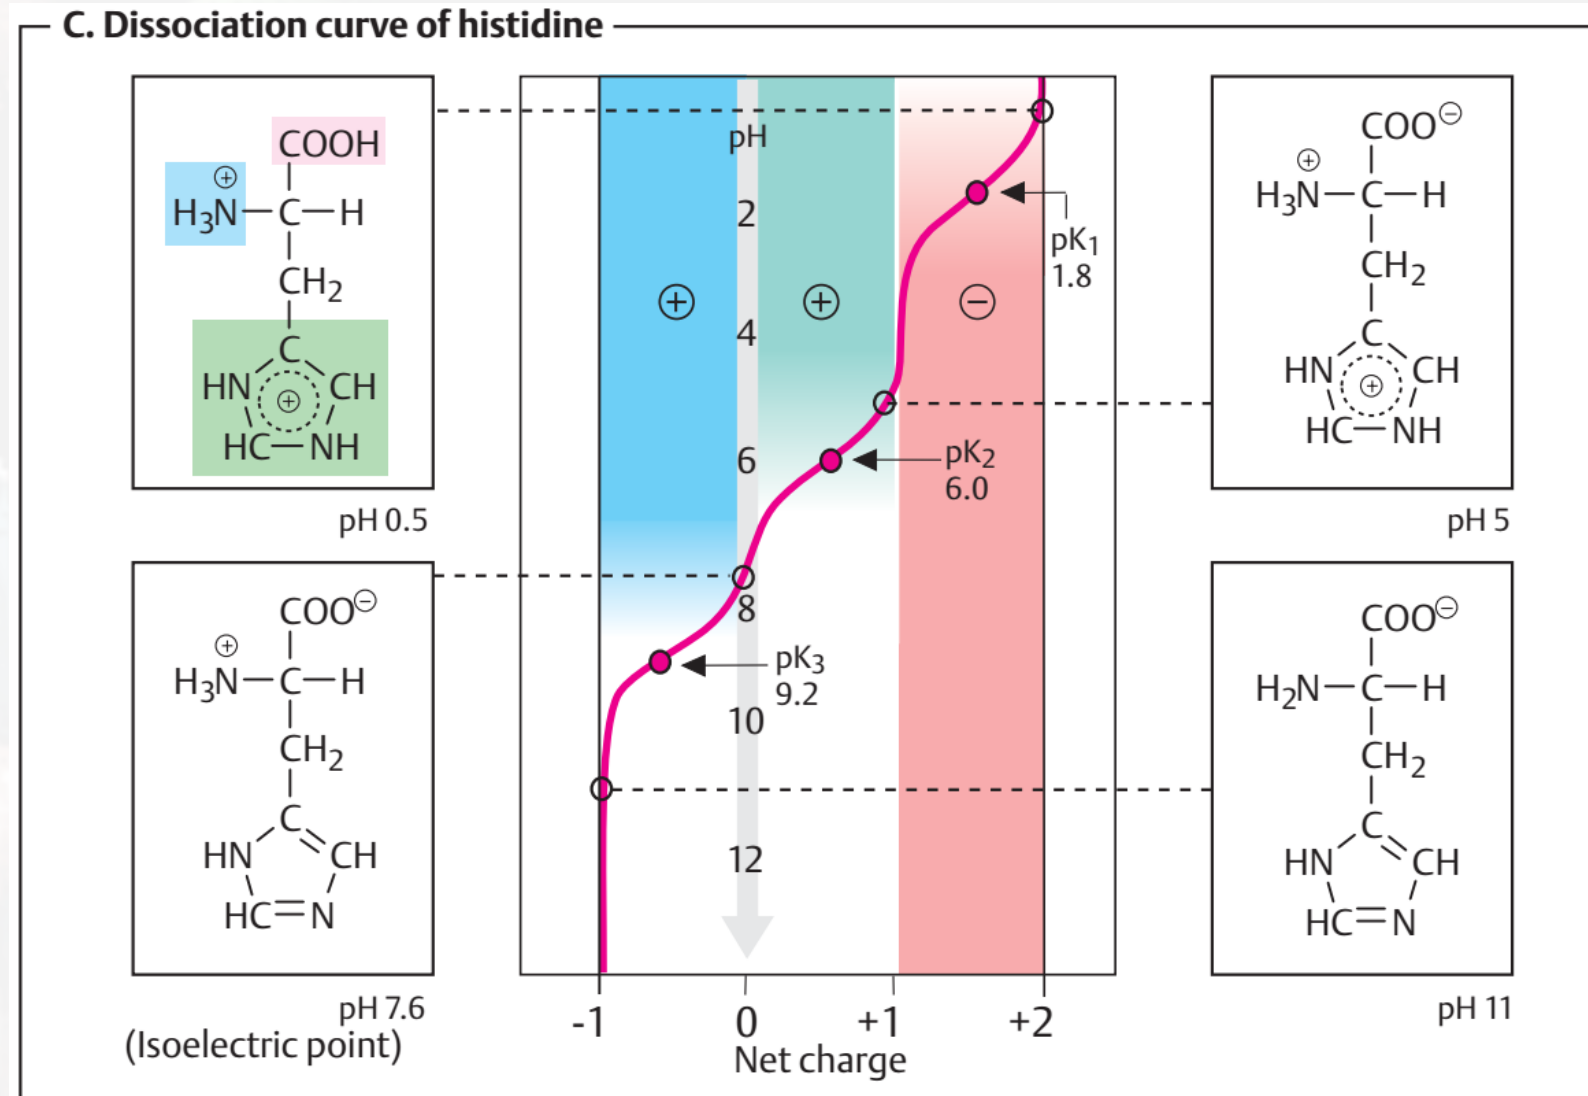 C. Dissociation curve of histidine
COOH
⊕
H₃N—C—H
CH₂
C
HN ⊕ CH
HC—NH
pH 0.5
COO⊖
⊕
H₃N—C—H
CH₂
C
HN CH
HC=N
pH 7.6
(Isoelectric point)
pH
2
4
6
8
10
12
⊕ ⊕ ⊖
pK₁
1.8
pK₂
6.0
pK₃
9.2
-1 0 +1 +2
Net charge
COO⊖
⊕
H₃N—C—H
CH₂
C
HN ⊕ CH
HC—NH
pH 5
COO⊖
H₂N—C—H
CH₂
C
HN CH
HC=N
pH 11